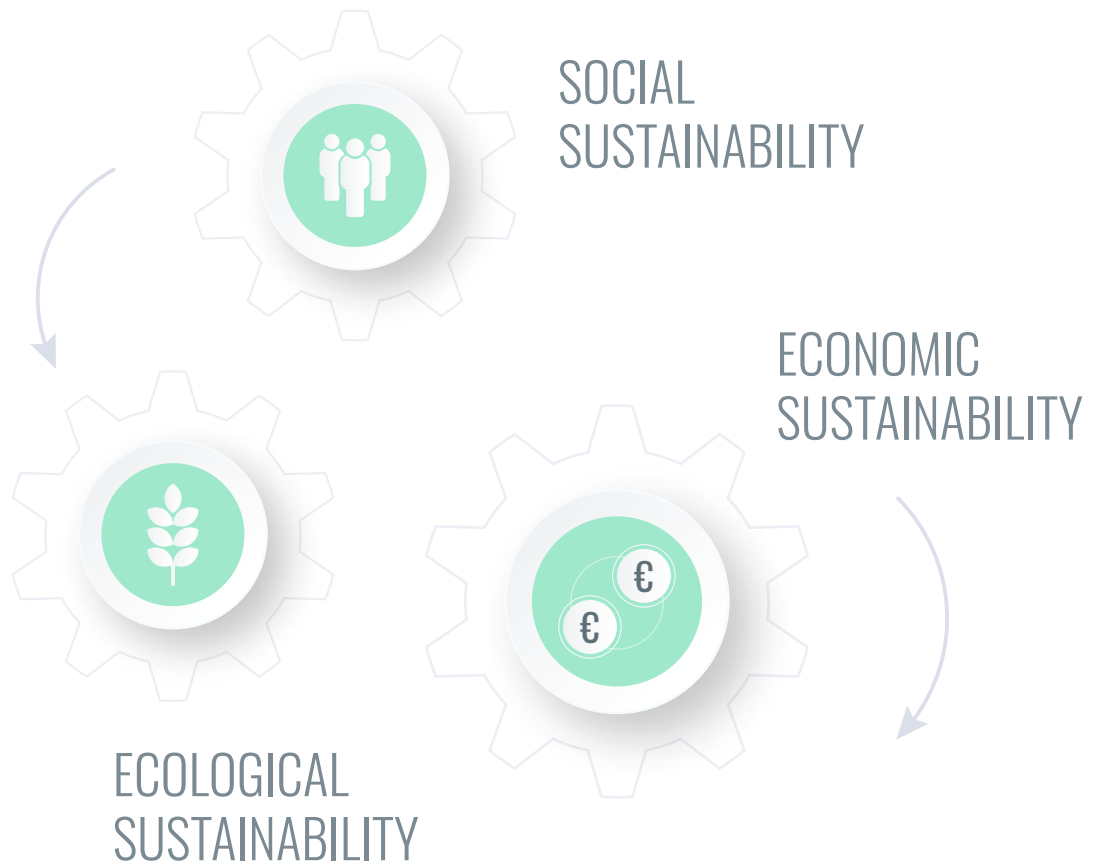 SOCIAL
SUSTAINABILITY
ECONOMIC
SUSTAINABILITY
€
€
ECOLOGICAL
SUSTAINABILITY